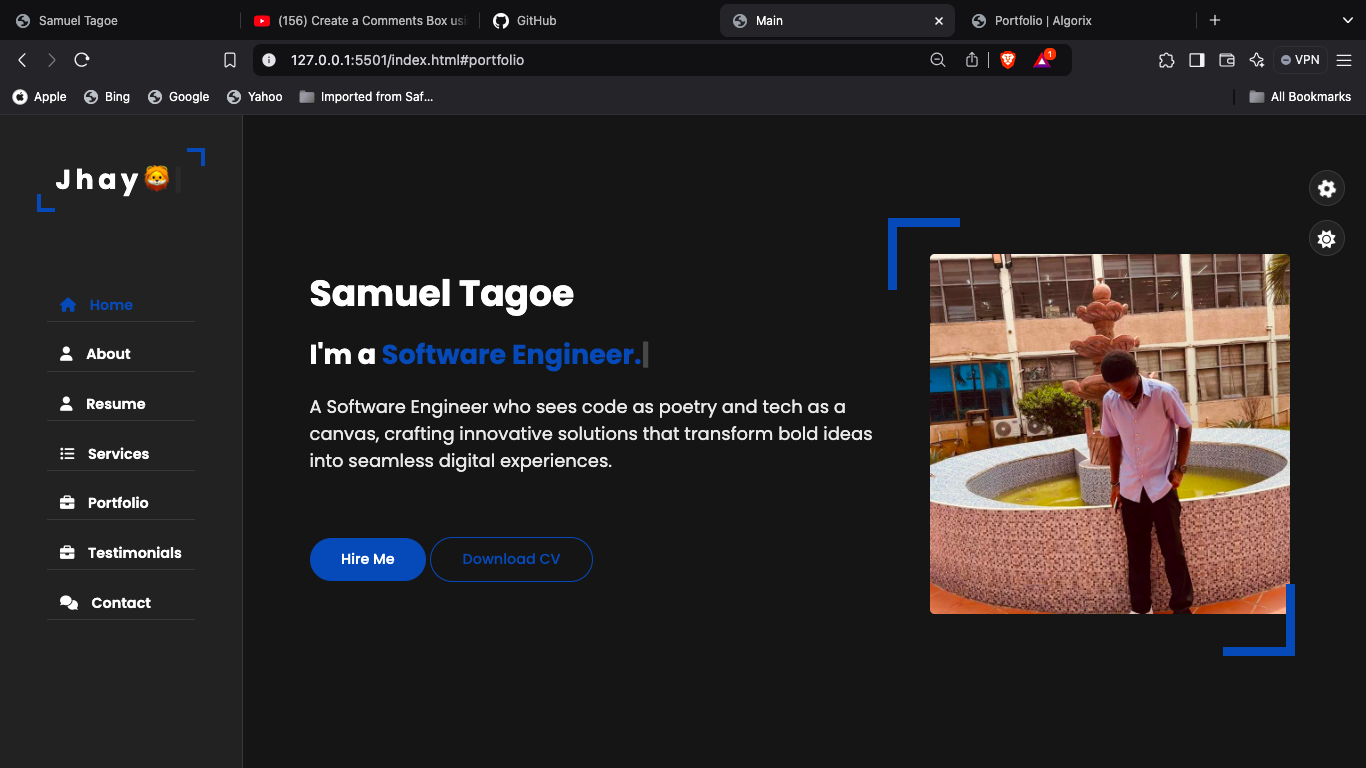 Samuel Tagoe
(156) Create a Comments Box usi
GitHub
Main
Portfolio | Algorix
127.0.0.1:5501/index.html#portfolio
1
VPN
Apple
Bing
Google
Yahoo
Imported from Saf...
All Bookmarks
Jhay🦁
Home
About
Resume
Services
Portfolio
Testimonials
Contact
Samuel Tagoe
I'm a Software Engineer.
A Software Engineer who sees code as poetry and tech as a
canvas, crafting innovative solutions that transform bold ideas
into seamless digital experiences.
Hire Me
Download CV